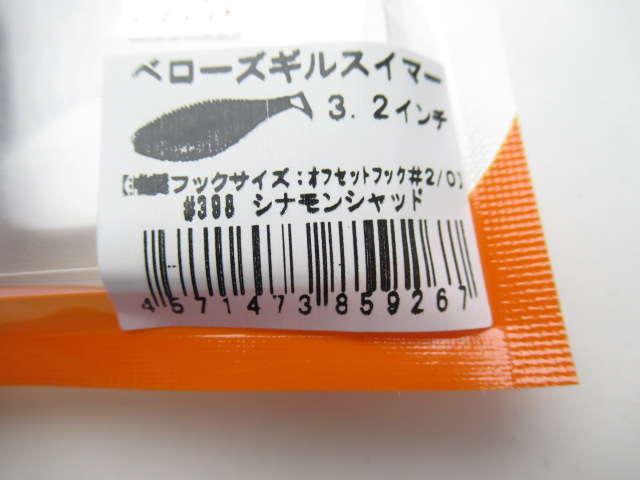 ベローズギルスイマー
3.2インチ
フックサイズ:オフセットフック#2/0
#398 シナモンシャッド
4571473859267